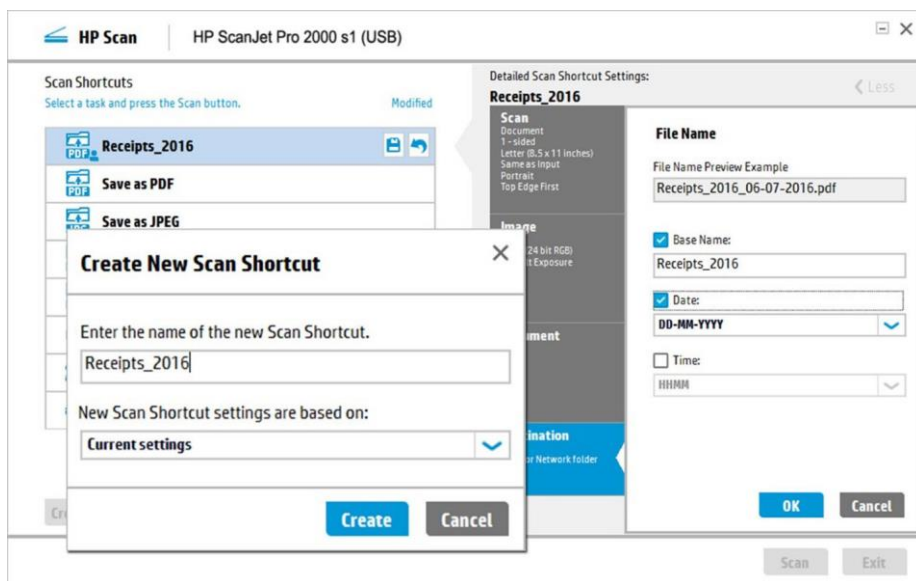 HP Scan
HP ScanJet Pro 2000 s1 (USB)
Scan Shortcuts
Select a task and press the Scan button.
Modified
Receipts_2016
Save as PDF
Save as JPEG
Detailed Scan Shortcut Settings:
Receipts_2016
Less
Scan
Document
1 - sided
Letter (8.5 x 11 inches)
Same as Input
Portrait
Top Edge First
Image
24 bit RGB)
Exposure
Network folder
File Name
File Name Preview Example
Receipts_2016_06-07-2016.pdf
Base Name:
Receipts_2016
Date:
DD-MM-YYYY
Time:
HHMM
OK
Cancel
Create New Scan Shortcut
Enter the name of the new Scan Shortcut.
Receipts_2016
New Scan Shortcut settings are based on:
Current settings
Create
Cancel
Scan
Exit